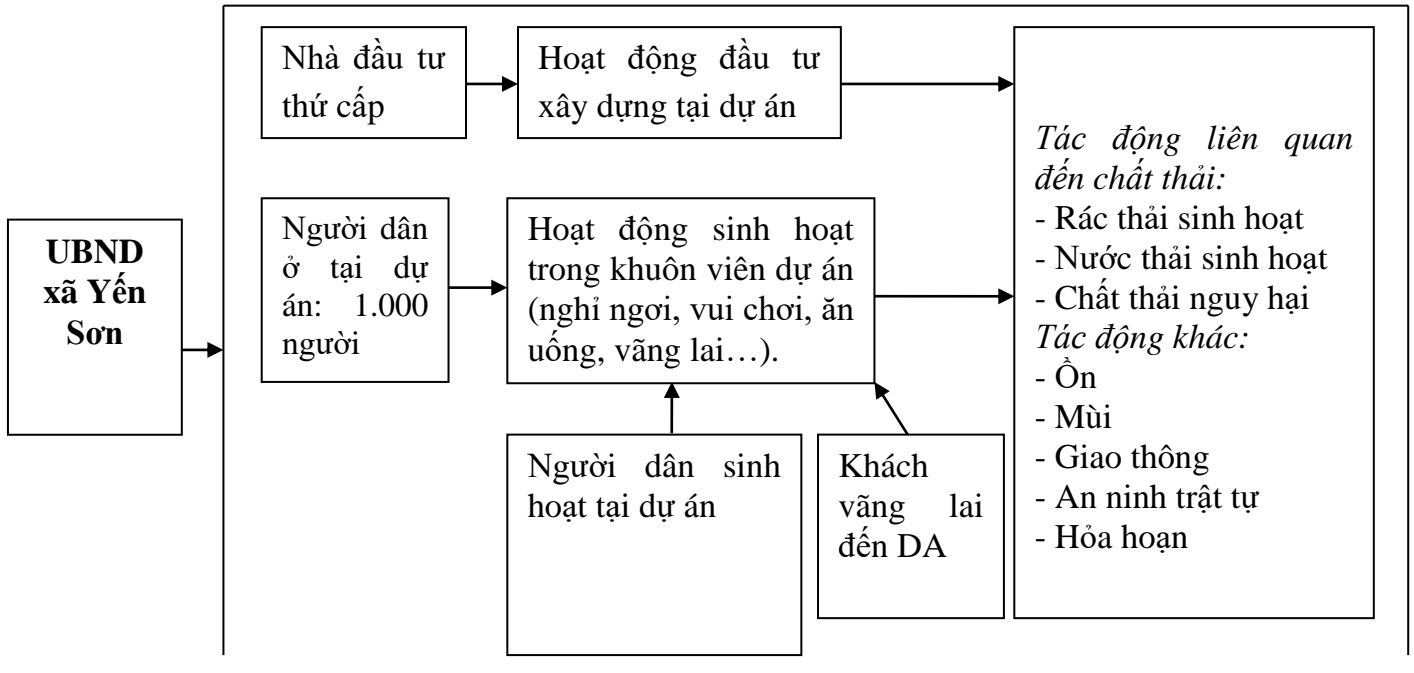 Nhà đầu tư
thứ cấp
Hoạt động đầu tư
xây dựng tại dự án
UBND
xã Yến
Sơn
Người dân
ở tại dự
án: 1.000
người
Hoạt động sinh hoạt
trong khuôn viên dự án
(nghỉ ngơi, vui chơi, ăn
uống, vãng lai…).
Người dân sinh
hoạt tại dự án
Khách
vãng lai
đến DA
Tác động liên quan
đến chất thải:
- Rác thải sinh hoạt
- Nước thải sinh hoạt
- Chất thải nguy hại
Tác động khác:
- Ồn
- Mùi
- Giao thông
- An ninh trật tự
- Hỏa hoạn